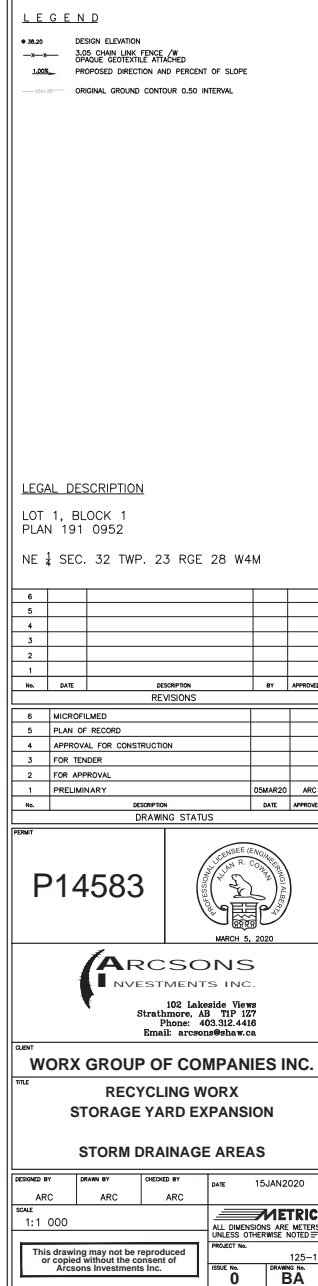 LEGEND
38.20 DESIGN ELEVATION
3.05 CHAIN LINK FENCE /W
OPAQUE GEOTEXTILE ATTACHED
1.00% PROPOSED DIRECTION AND PERCENT OF SLOPE
ORIGINAL GROUND CONTOUR 0.50 INTERVAL
LEGAL DESCRIPTION
LOT 1, BLOCK 1
PLAN 191 0952
NE 1/4 SEC. 32 TWP. 23 RGE 28 W4M
6
5
4
3
2
1
No. DATE DESCRIPTION BY APPROVED
REVISIONS
6 MICROFILMED
5 PLAN OF RECORD
4 APPROVAL FOR CONSTRUCTION
3 FOR TENDER
2 FOR APPROVAL
1 PRELIMINARY 05MAR20 ARC
No. DESCRIPTION DATE APPROVED
DRAWING STATUS
PERMIT
P14583
PROFESSIONAL LICENSEE (ENGINEERING) ALBERTA
ALLAN R. COWAN
MARCH 5, 2020
ARCSONS
INVESTMENTS INC.
102 Lakeside Views
Strathmore, AB T1P 1Z7
Phone: 403.312.4416
Email: arcsons@shaw.ca
CLIENT
WORX GROUP OF COMPANIES INC.
TITLE
RECYCLING WORX
STORAGE YARD EXPANSION
STORM DRAINAGE AREAS
DESIGNED BY DRAWN BY CHECKED BY DATE 15JAN2020
ARC ARC ARC
SCALE
1:1 000
METRIC
ALL DIMENSIONS ARE METERS
UNLESS OTHERWISE NOTED
This drawing may not be reproduced
or copied without the consent of
Arcsons Investments Inc.
PROJECT No.
125-1
ISSUE No. DRAWING No.
0 BA